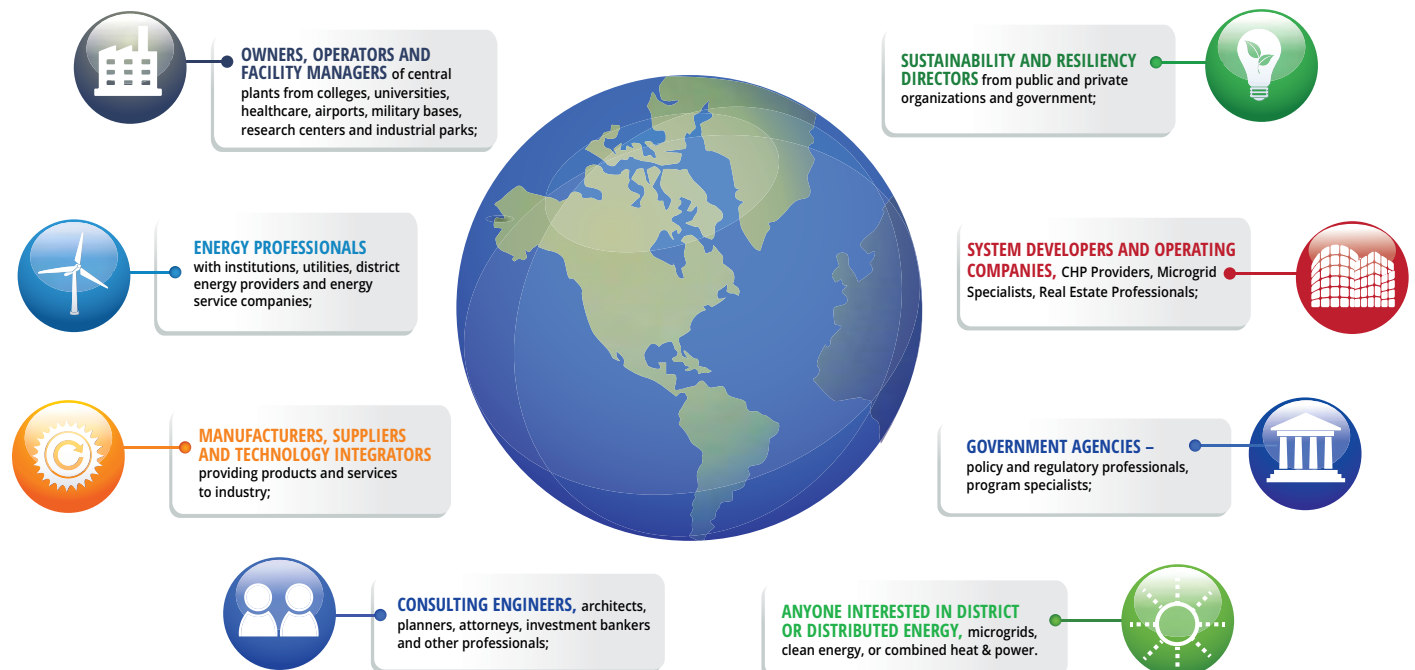 OWNERS, OPERATORS AND
FACILITY MANAGERS of central
plants from colleges, universities,
healthcare, airports, military bases,
research centers and industrial parks;
ENERGY PROFESSIONALS
with institutions, utilities, district
energy providers and energy
service companies;
MANUFACTURERS, SUPPLIERS
AND TECHNOLOGY INTEGRATORS
providing products and services
to industry;
CONSULTING ENGINEERS, architects,
planners, attorneys, investment bankers
and other professionals;
SUSTAINABILITY AND RESILIENCY
DIRECTORS from public and private
organizations and government;
SYSTEM DEVELOPERS AND OPERATING
COMPANIES, CHP Providers, Microgrid
Specialists, Real Estate Professionals;
GOVERNMENT AGENCIES –
policy and regulatory professionals,
program specialists;
ANYONE INTERESTED IN DISTRICT
OR DISTRIBUTED ENERGY, microgrids,
clean energy, or combined heat & power.